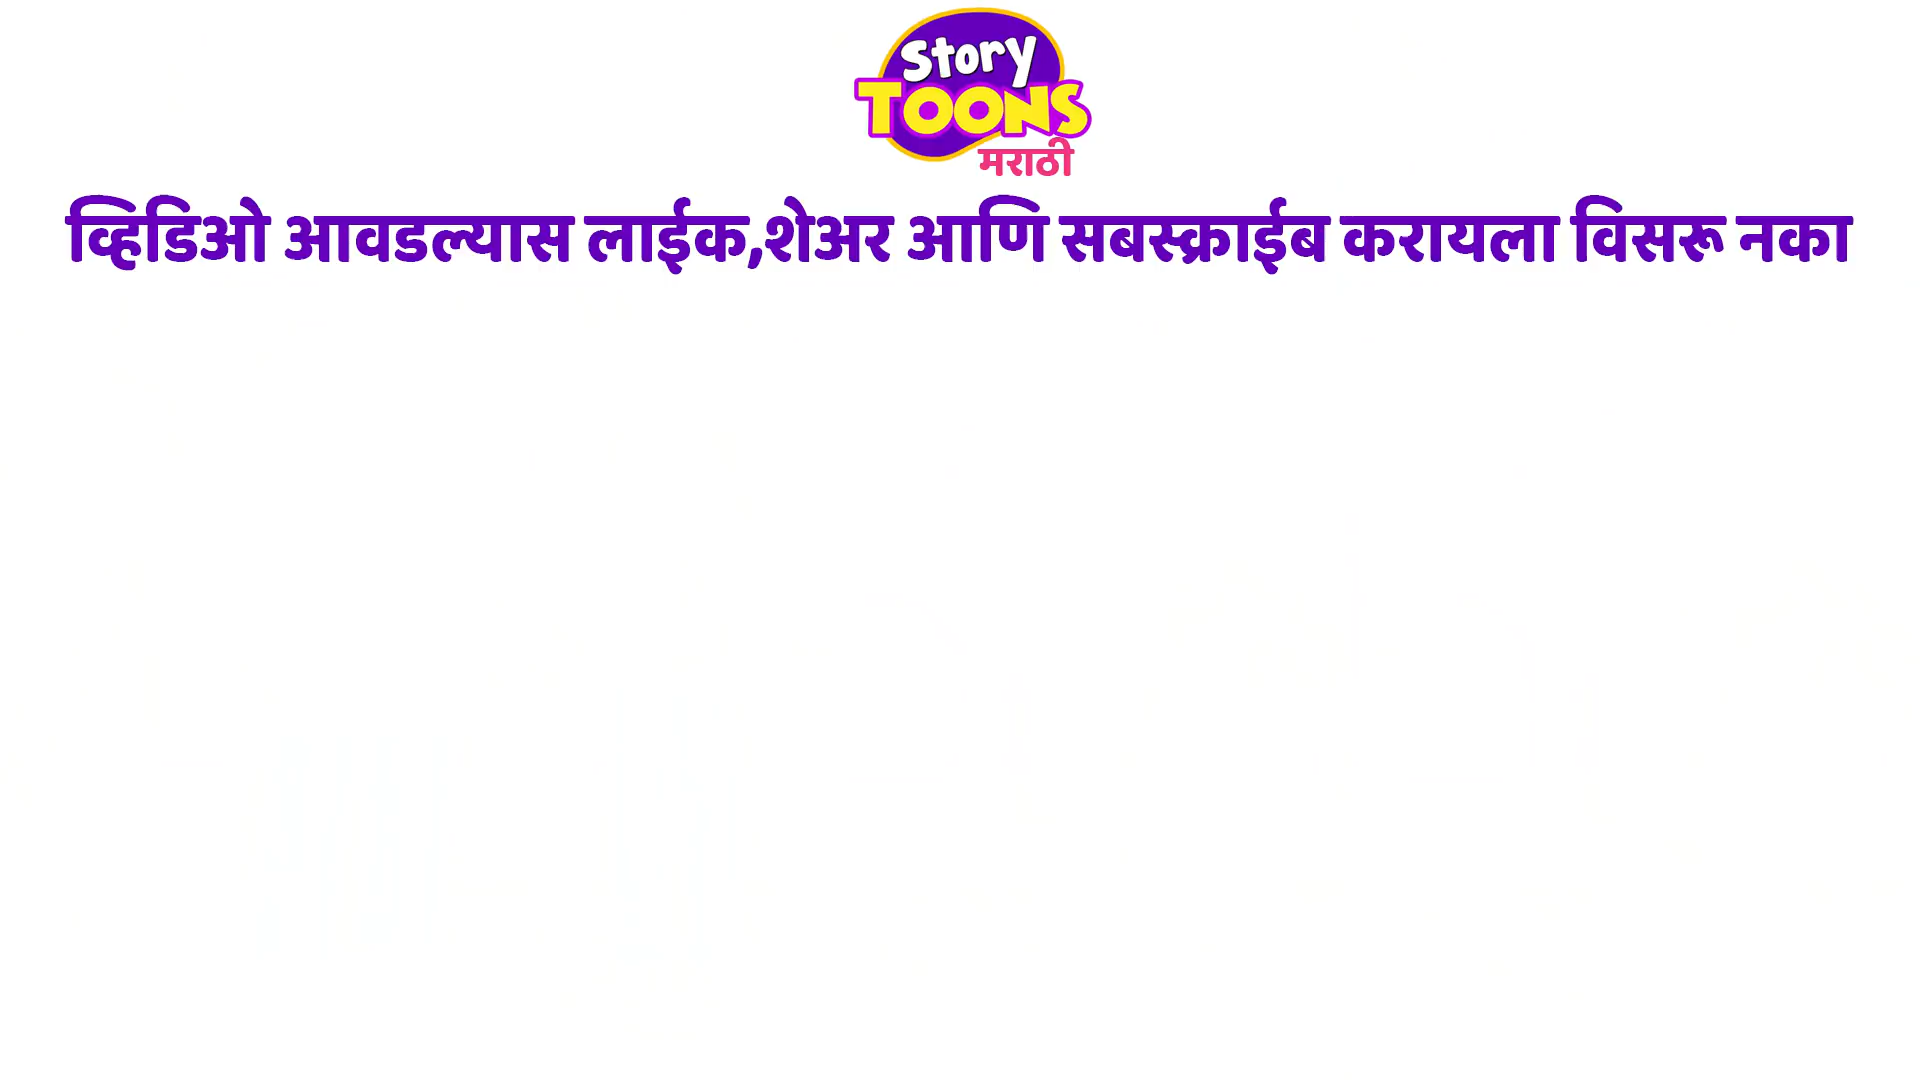 Story
TOONS
मराठी
व्हिडिओ आवडल्यास लाईक,शेअर आणि सबस्क्राईब करायला विसरू नका